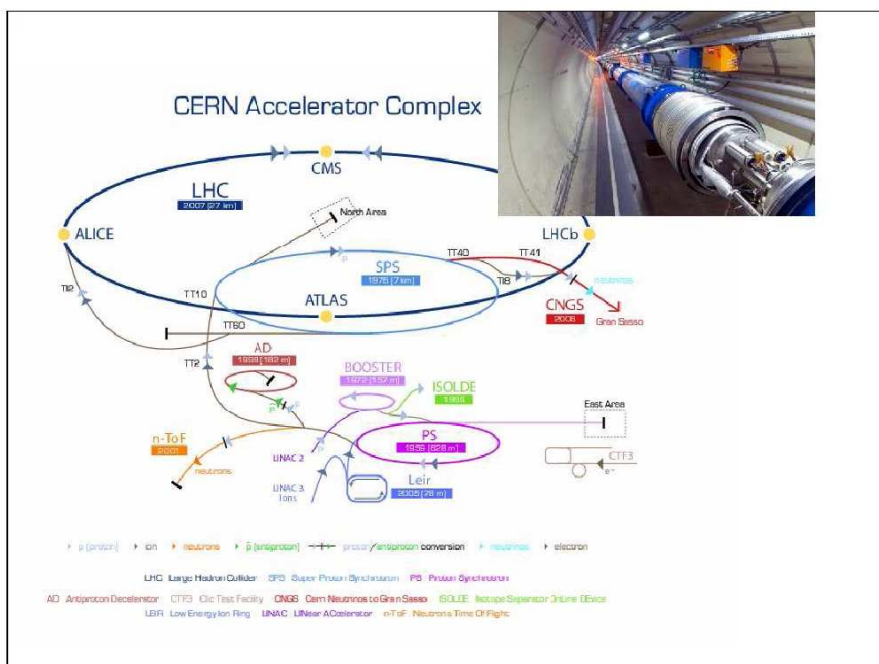 CERN Accelerator Complex
CMS
LHC
2007 (27 km)
North Area
ALICE
LHCb
TT40
TT41
SPS
1976 (7 km)
TI8
neutrinos
TI2
TT10
ATLAS
CNGS
2006
Gran Sasso
TT60
AD
1999 (182 m)
TT2
BOOSTER
1972 (157 m)
ISOLDE
East Area
n-ToF
2001
LINAC 2
PS
1959 (628 m)
neutrons
CTF3
e-
LINAC 3
Ions
Leir
2005 (78 m)
p (proton) ion neutrons p̄ (antiproton) proton/antiproton conversion neutrinos electron
LHC Large Hadron Collider SPS Super Proton Synchrotron PS Proton Synchrotron
AD Antiproton Decelerator CTF3 Clic Test Facility CNGS Cern Neutrinos to Gran Sasso ISOLDE Isotope Separator OnLine DEvice
Low Energy Ion Ring LINAC LINear ACcelerator n-ToF Neutrons Time Of Flight